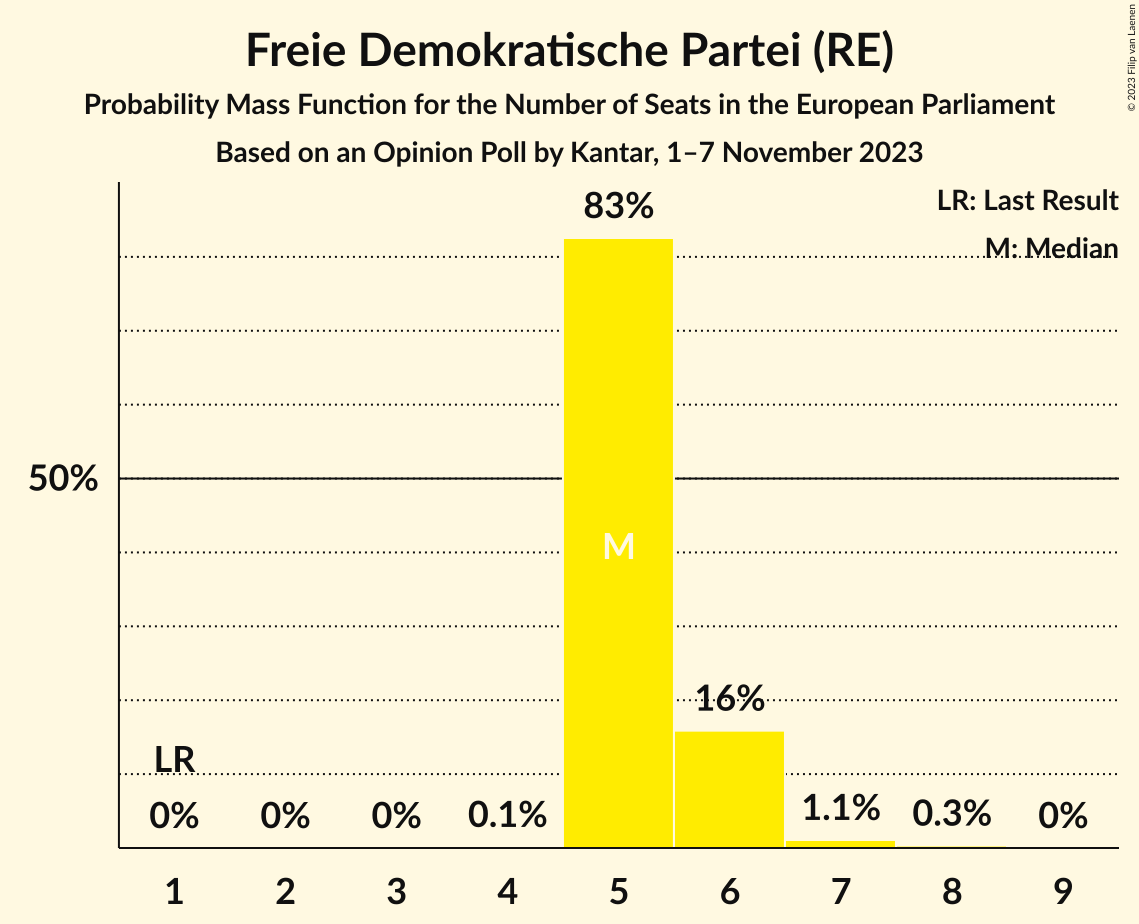 Freie Demokratische Partei (RE)
Probability Mass Function for the Number of Seats in the European Parliament
Based on an Opinion Poll by Kantar, 1–7 November 2023
© 2023 Filip van Laenen
LR: Last Result
M: Median
83%
50%
M
16%
LR
0%
0%
0%
0.1%
1.1%
0.3%
0%
1 2 3 4 5 6 7 8 9